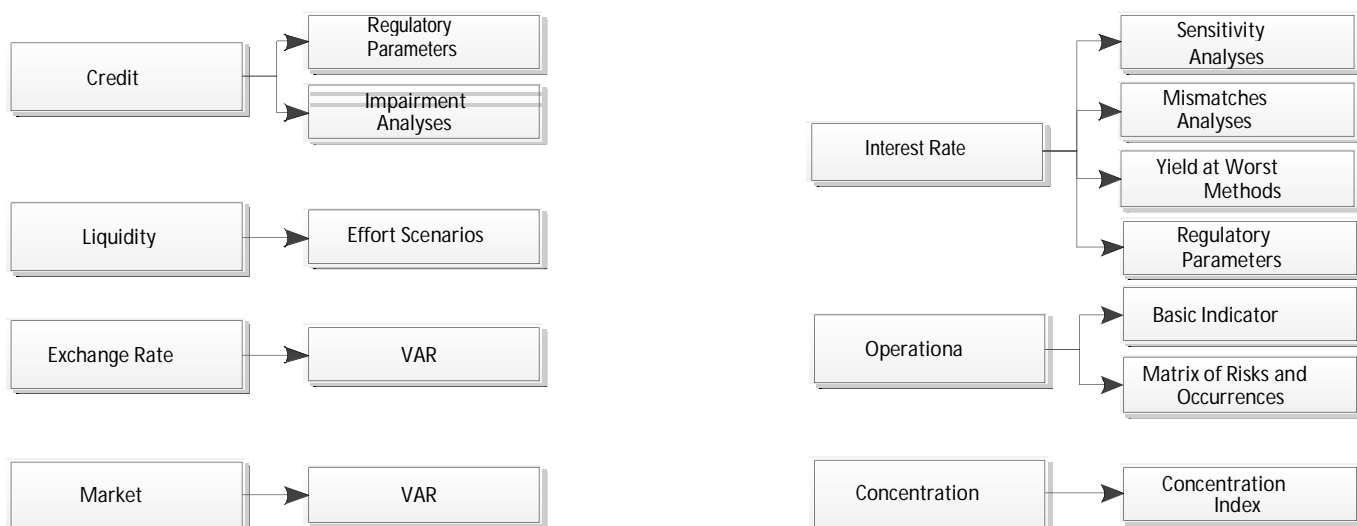 Credit
Regulatory
Parameters
Impairment
Analyses
Liquidity
Effort Scenarios
Exchange Rate
VAR
Market
VAR
Interest Rate
Sensitivity
Analyses
Mismatches
Analyses
Yield at Worst
Methods
Regulatory
Parameters
Operationa
Basic Indicator
Matrix of Risks and
Occurrences
Concentration
Concentration
Index